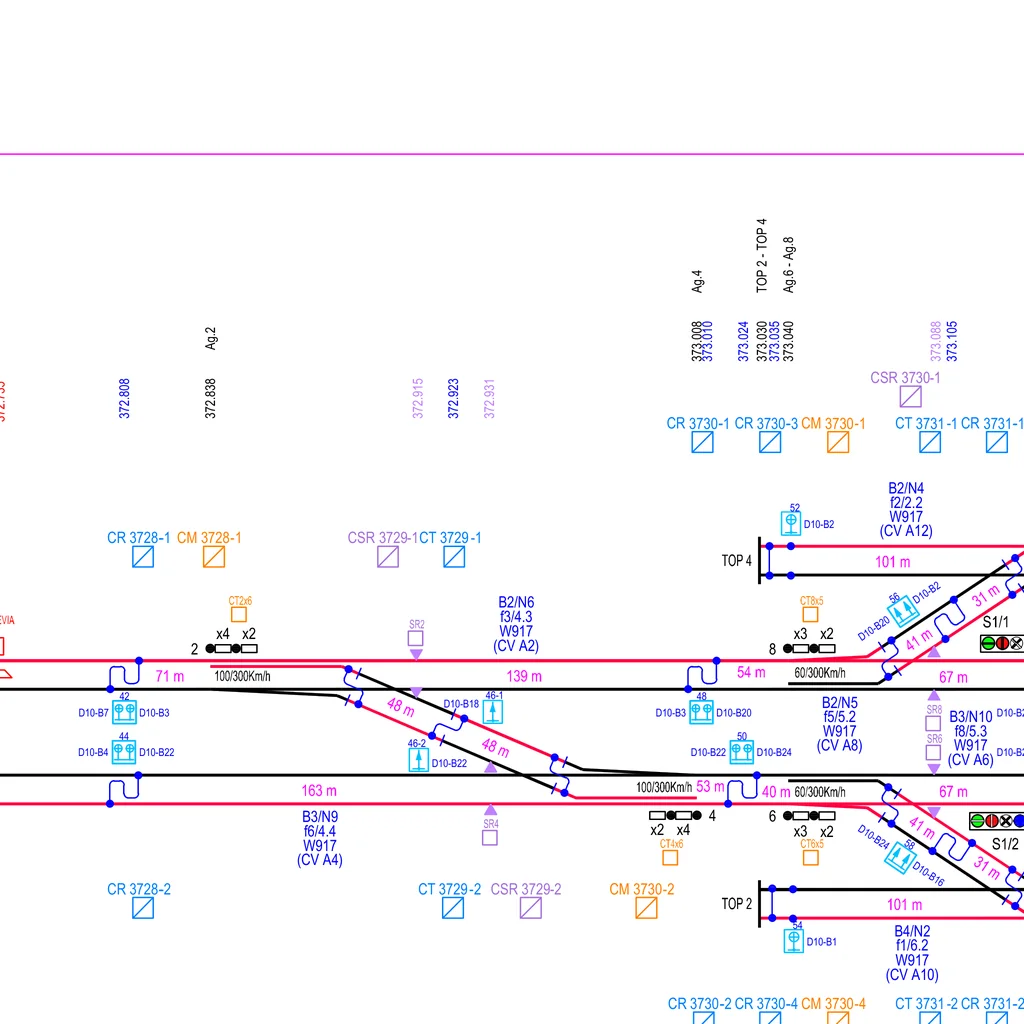 Ag.4
TOP 2 - TOP 4
Ag.6 - Ag.8
Ag.2
373.008
373.010
373.024
373.030
373.035
373.040
373.088
373.105
372.808
372.838
372.915
372.923
372.931
CSR 3730-1
CR 3730-1
CR 3730-3
CM 3730-1
CT 3731-1
CR 3731-1
B2/N4
f2/2.2
W917
(CV A12)
52
D10-B2
CR 3728-1
CM 3728-1
CSR 3729-1
CT 3729-1
TOP 4
101 m
CT2x6
B2/N6
f3/4.3
W917
(CV A2)
CT8x5
56
D10-B2
D10-B20
31 m
41 m
S1/1
SR2
x4
x2
2
x3
x2
8
71 m
100/300Km/h
139 m
54 m
60/300Km/h
67 m
42
D10-B7
D10-B3
48 m
D10-B18
46-1
48
D10-B3
D10-B20
B2/N5
f5/5.2
W917
(CV A8)
SR8
SR6
B3/N10
f8/5.3
W917
(CV A6)
44
D10-B4
D10-B22
46-2
D10-B22
48 m
50
D10-B22
D10-B24
163 m
100/300Km/h
53 m
40 m
60/300Km/h
67 m
B3/N9
f6/4.4
W917
(CV A4)
SR4
x2
x4
4
6
x3
x2
CT4x6
CT6x5
41 m
D10-B24
58
D10-B16
31 m
S1/2
CR 3728-2
CT 3729-2
CSR 3729-2
CM 3730-2
TOP 2
101 m
54
D10-B1
B4/N2
f1/6.2
W917
(CV A10)
CR 3730-2
CR 3730-4
CM 3730-4
CT 3731-2
CR 3731-2